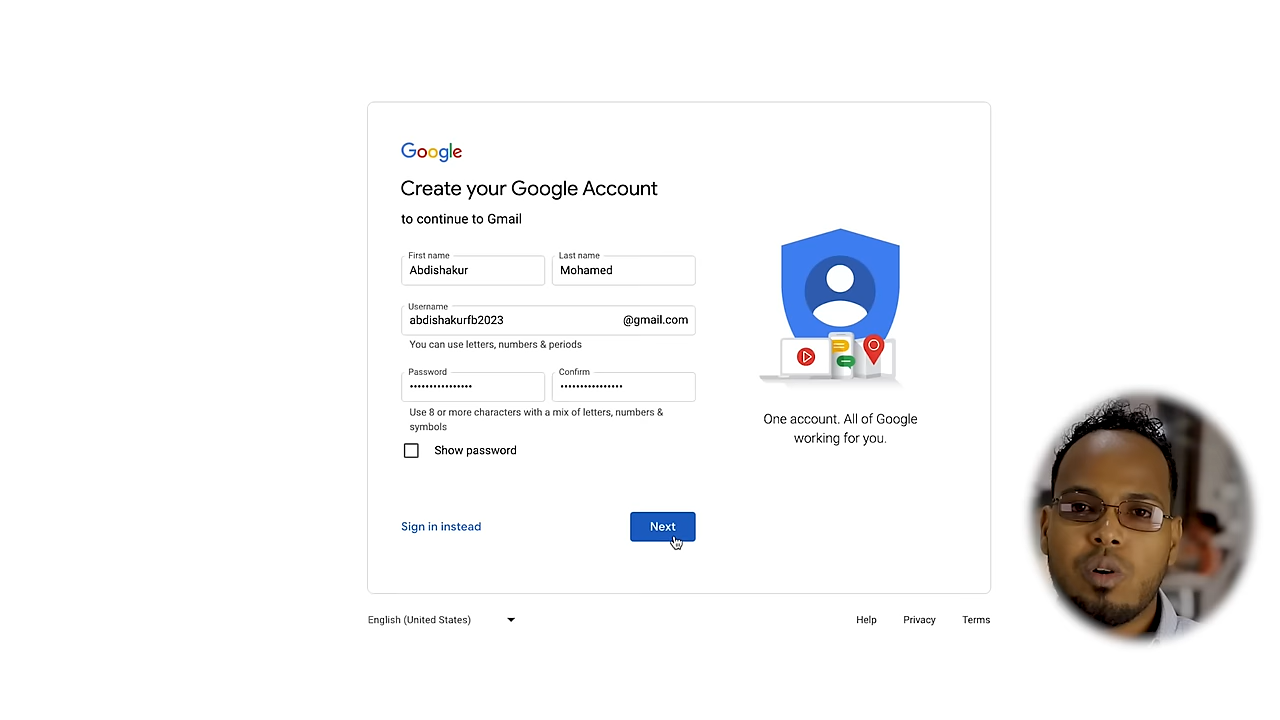 Google
Create your Google Account
to continue to Gmail
First name
Last name
Abdishakur
Mohamed
Username
abdishakurfb2023
@gmail.com
You can use letters, numbers & periods
Password
Confirm
••••••••••••••••
••••••••••••••••
Use 8 or more characters with a mix of letters, numbers &
symbols
Show password
One account. All of Google
working for you.
Sign in instead
Next
English (United States)
Help
Privacy
Terms